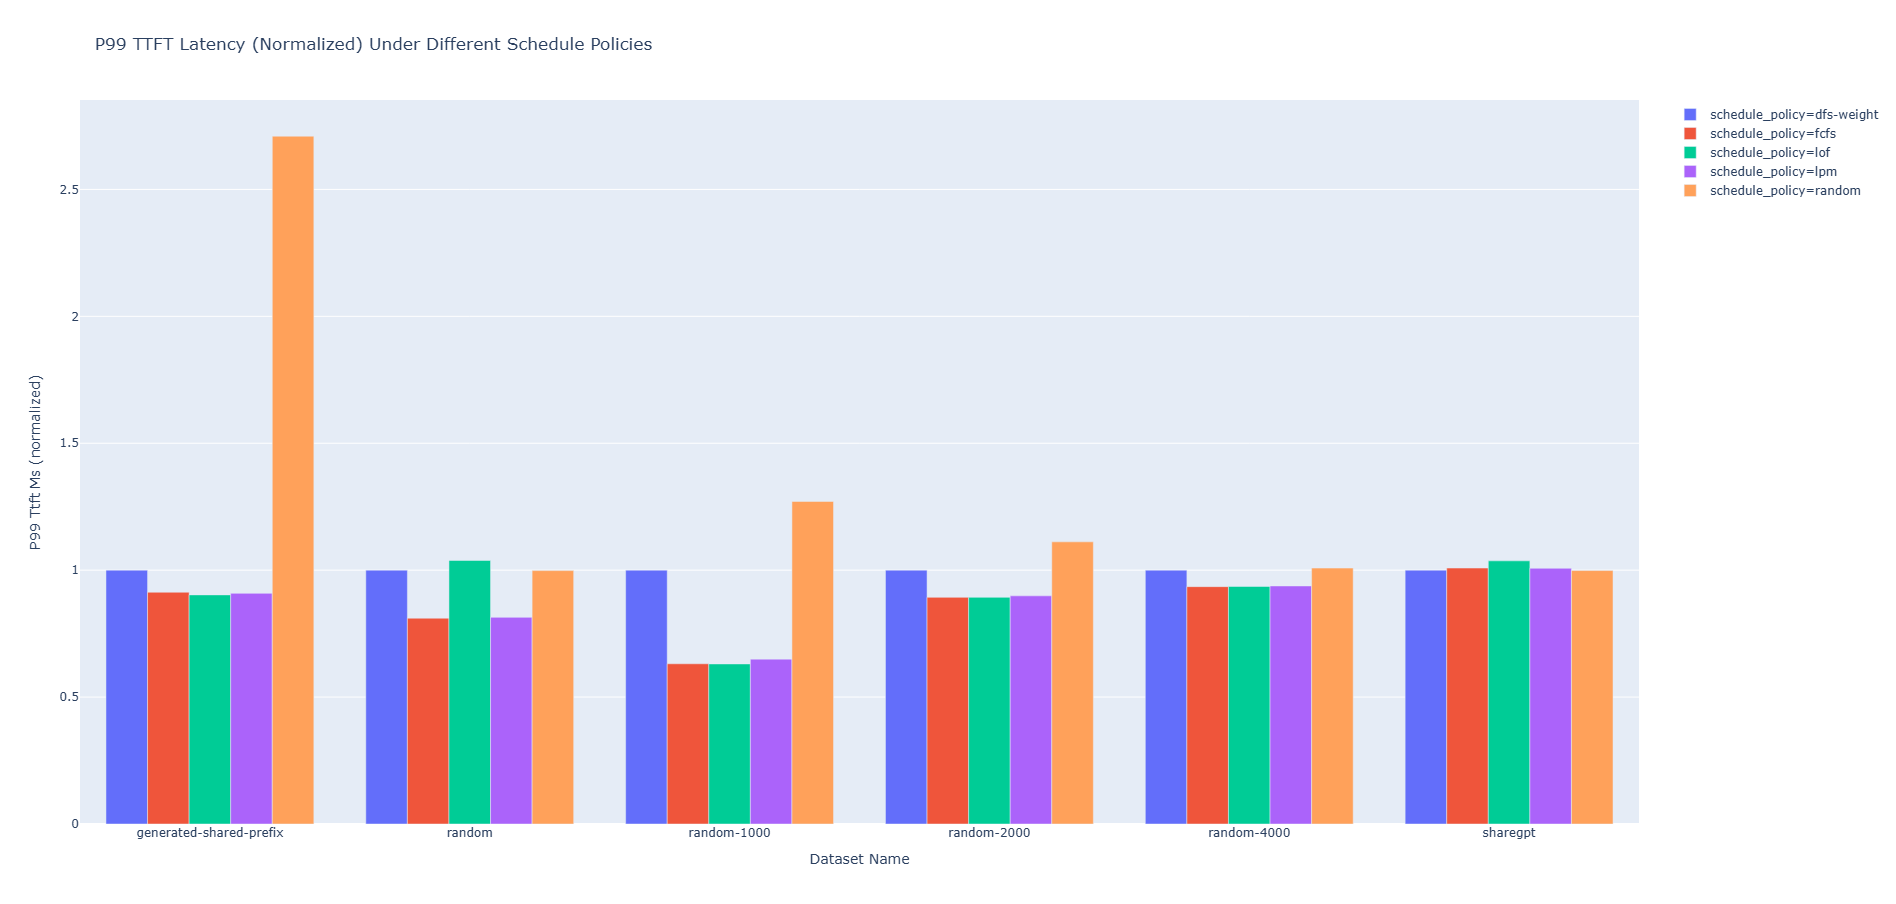 P99 TTFT Latency (Normalized) Under Different Schedule Policies
schedule_policy=dfs-weight
schedule_policy=fcfs
schedule_policy=lof
schedule_policy=lpm
schedule_policy=random
P99 Ttft Ms (normalized)
2.5
2
1.5
1
0.5
0
generated-shared-prefix
random
random-1000
random-2000
random-4000
sharegpt
Dataset Name